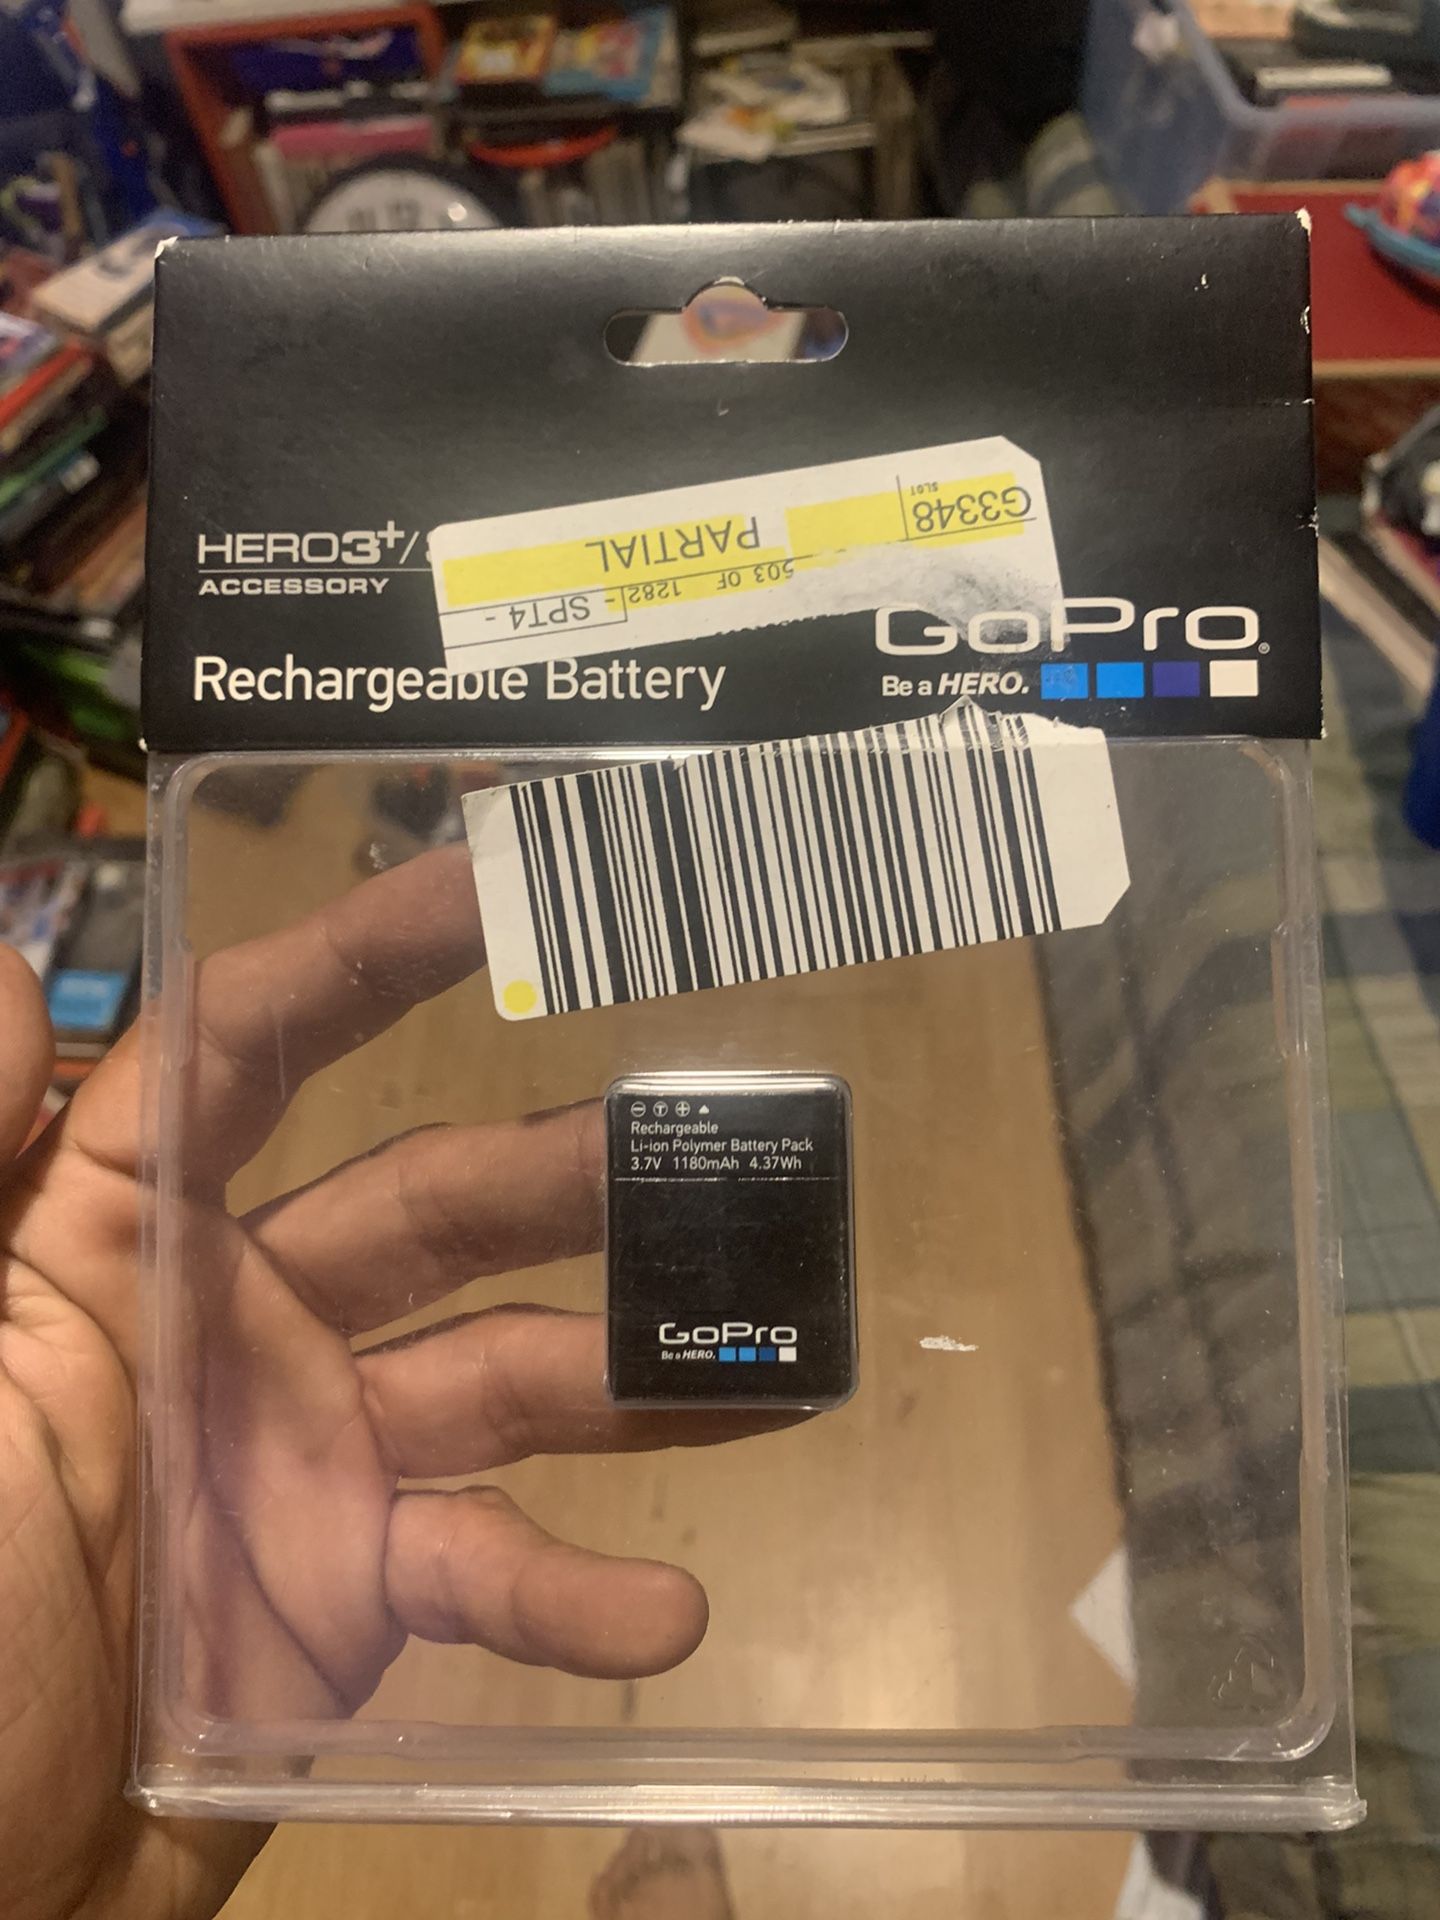 HERO3+/
ACCESSORY
Rechargeable Battery
G3348
SLOT
PARTIAL
503 OF 1282
- SPT4 -
GoPro
Be a HERO.
Rechargeable
Li-ion Polymer Battery Pack
3.7V 1180mAh 4.37Wh
GoPro
Be a HERO.